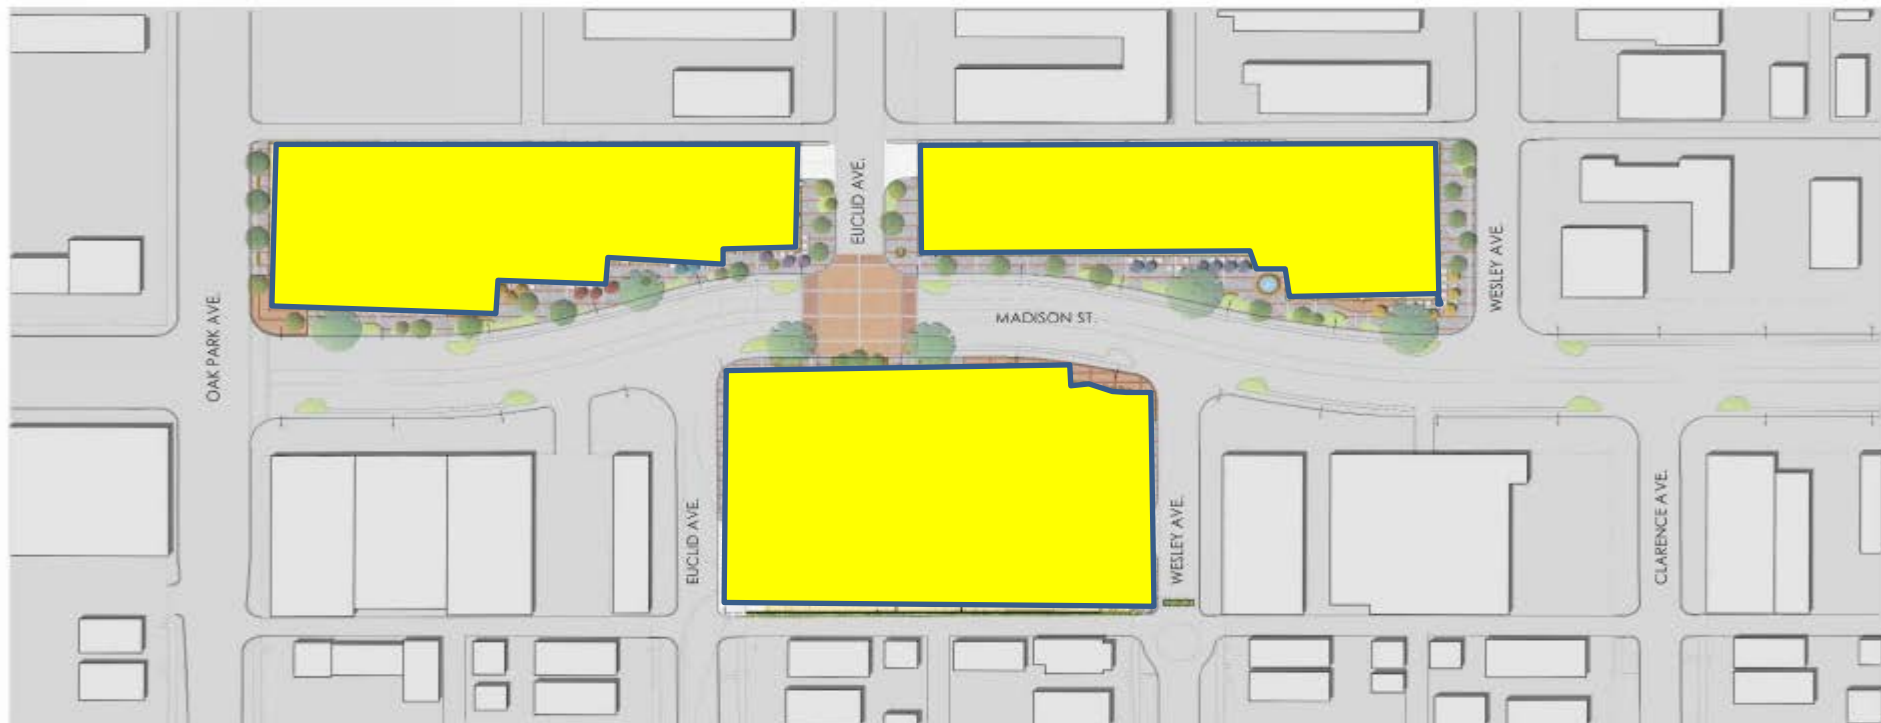 EUCLID AVE.
WESLEY AVE.
OAK PARK AVE.
MADISON ST.
EUCLID AVE.
WESLEY AVE.
CLARENCE AVE.